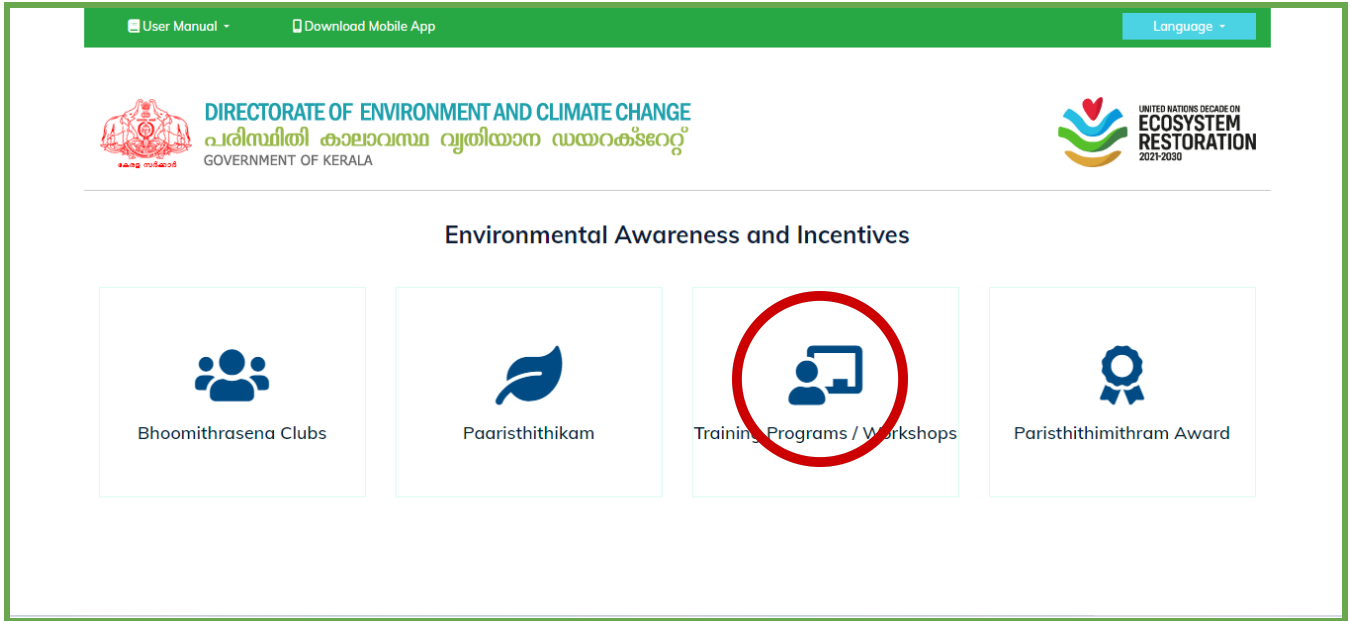 User Manual
Download Mobile App
Language
DIRECTORATE OF ENVIRONMENT AND CLIMATE CHANGE
പരിസ്ഥിതി കാലാവസ്ഥ വ്യതിയാന ഡയറക്ടറേറ്റ്
GOVERNMENT OF KERALA
കേരള സർക്കാർ
UNITED NATIONS DECADE ON
ECOSYSTEM
RESTORATION
2021-2030
Environmental Awareness and Incentives
Bhoomithrasena Clubs
Paaristhithikam
Training Programs / Workshops
Paristhithimithram Award